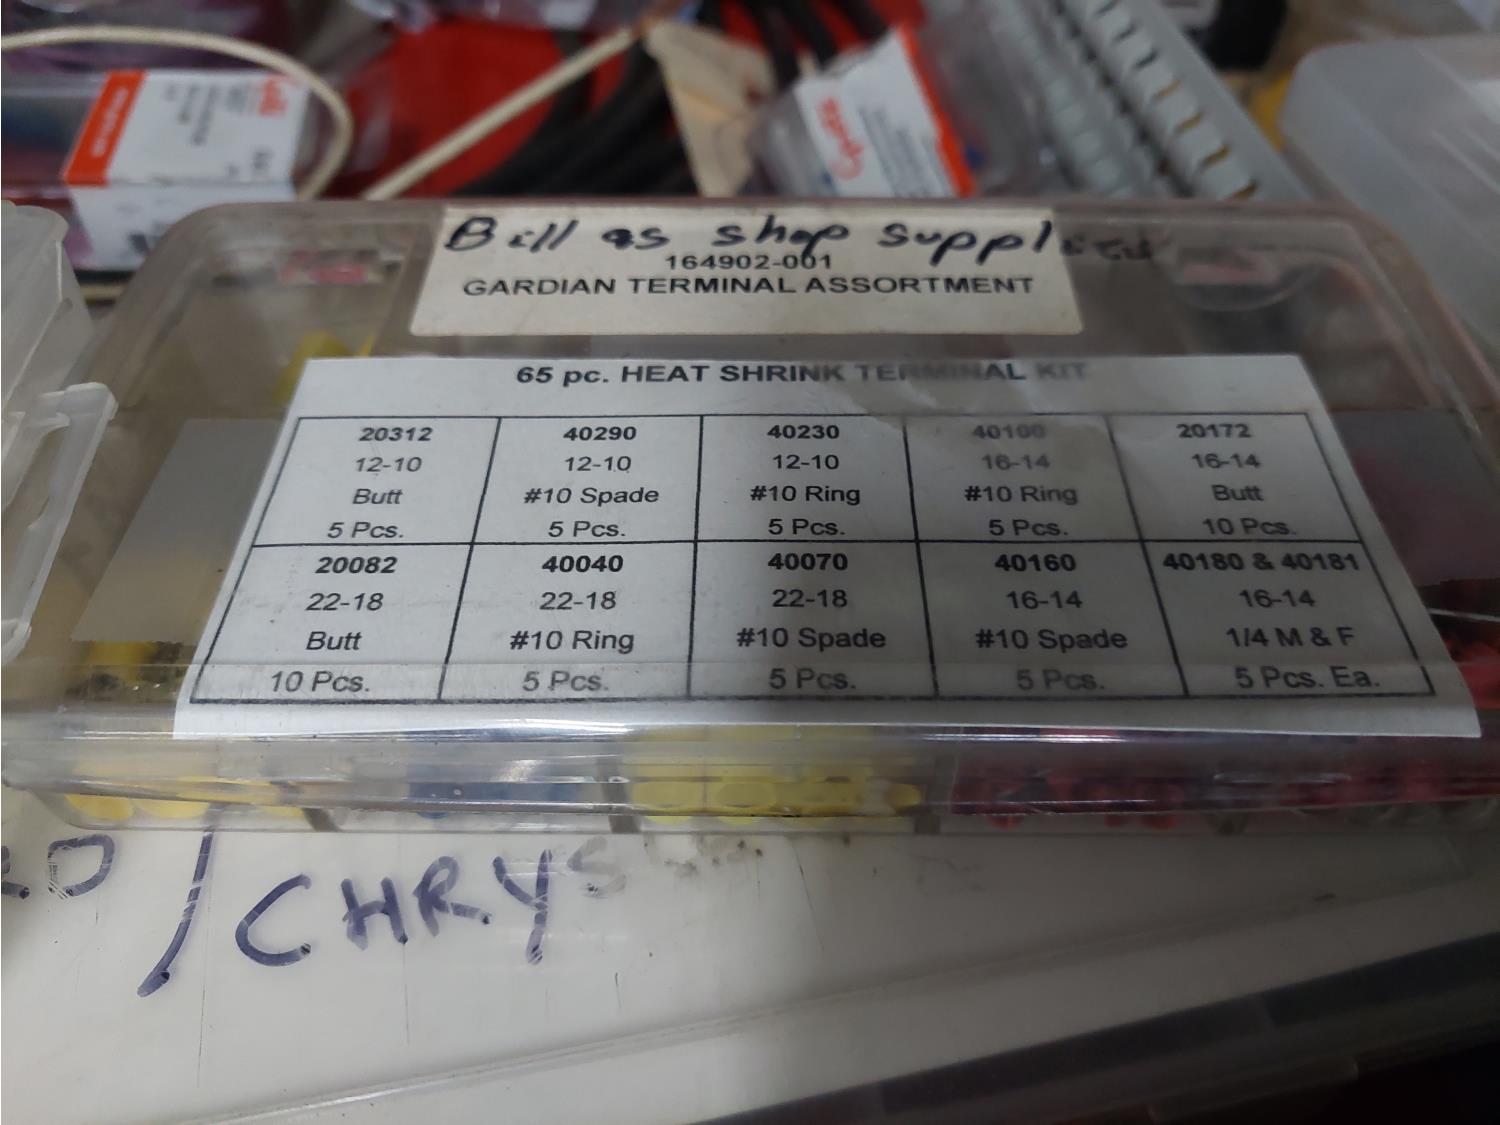 Bill as shop supplies
164902-001
GARDIAN TERMINAL ASSORTMENT
65 pc. HEAT SHRINK TERMINAL KIT
20312 40290 40230 40100 20172
12-10 12-10 12-10 16-14 16-14
Butt #10 Spade #10 Ring #10 Ring Butt
5 Pcs. 5 Pcs. 5 Pcs. 5 Pcs. 10 Pcs.
20082 40040 40070 40160 40180 & 40181
22-18 22-18 22-18 16-14 16-14
Butt #10 Ring #10 Spade #10 Spade 1/4 M & F
10 Pcs. 5 Pcs. 5 Pcs. 5 Pcs. 5 Pcs. Ea.
/CHRYS